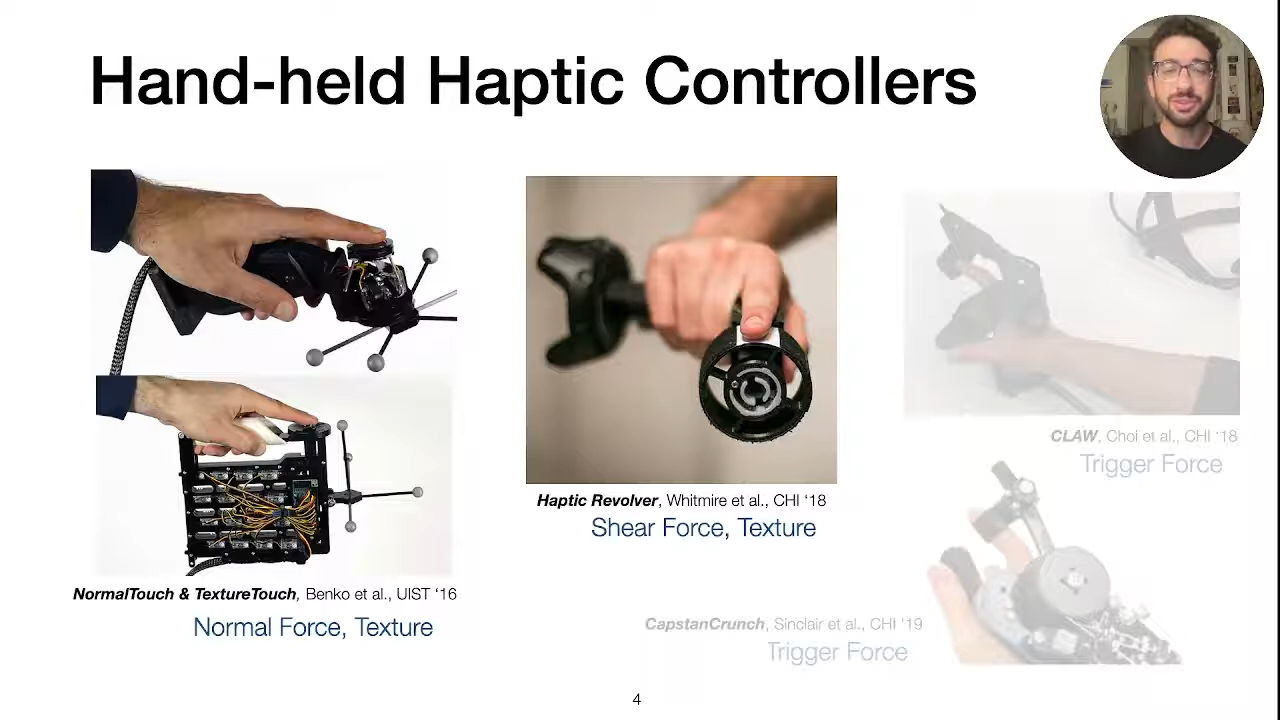 Hand-held Haptic Controllers
NormalTouch & TextureTouch, Benko et al., UIST ‘16
Normal Force, Texture
Haptic Revolver, Whitmire et al., CHI ‘18
Shear Force, Texture
CLAW, Choi et al., CHI ‘18
Trigger Force
CapstanCrunch, Sinclair et al., CHI ‘19
Trigger Force
4